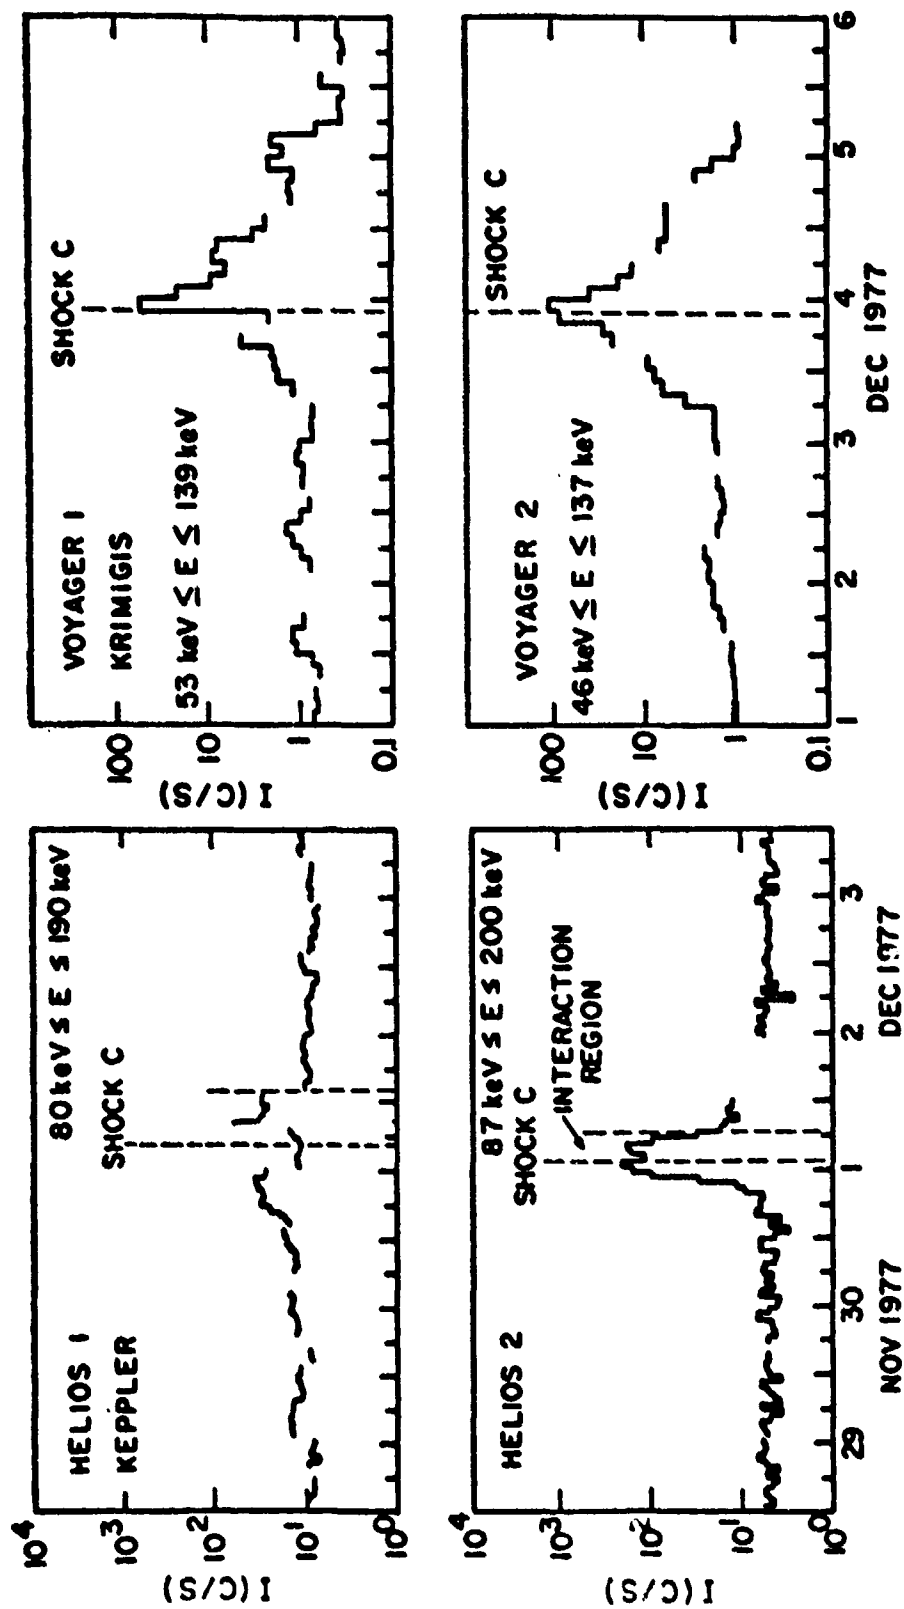 HELIOS 1
KEPPLER
80 keV ≤ E ≤ 190 keV
SHOCK C
I (C/S)
10⁴
10³
10²
10¹
10⁰
VOYAGER 1
KRIMIGIS
53 keV ≤ E ≤ 139 keV
SHOCK C
I (C/S)
100
10
1
0.1
HELIOS 2
87 keV ≤ E ≤ 200 keV
SHOCK C
INTERACTION
REGION
I (C/S)
10⁴
10³
10²
10¹
10⁰
29 30 1 2 3
NOV 1977 DEC 1977
VOYAGER 2
46 keV ≤ E ≤ 137 keV
SHOCK C
I (C/S)
100
10
1
0.1
1 2 3 4 5 6
DEC 1977